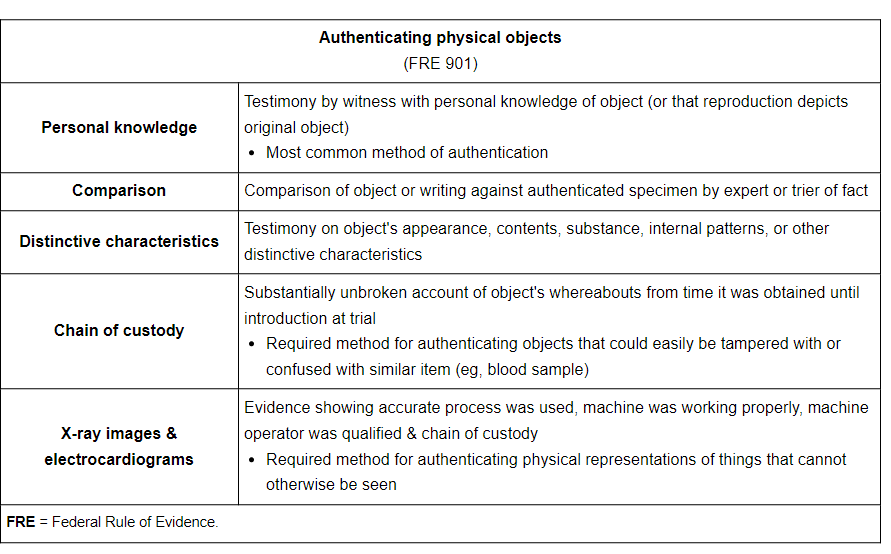 Authenticating physical objects
(FRE 901)
Personal knowledge
Testimony by witness with personal knowledge of object (or that reproduction depicts
original object)
• Most common method of authentication
Comparison
Comparison of object or writing against authenticated specimen by expert or trier of fact
Distinctive characteristics
Testimony on object's appearance, contents, substance, internal patterns, or other
distinctive characteristics
Chain of custody
Substantially unbroken account of object's whereabouts from time it was obtained until
introduction at trial
• Required method for authenticating objects that could easily be tampered with or
confused with similar item (eg, blood sample)
X-ray images &
electrocardiograms
Evidence showing accurate process was used, machine was working properly, machine
operator was qualified & chain of custody
• Required method for authenticating physical representations of things that cannot
otherwise be seen
FRE = Federal Rule of Evidence.